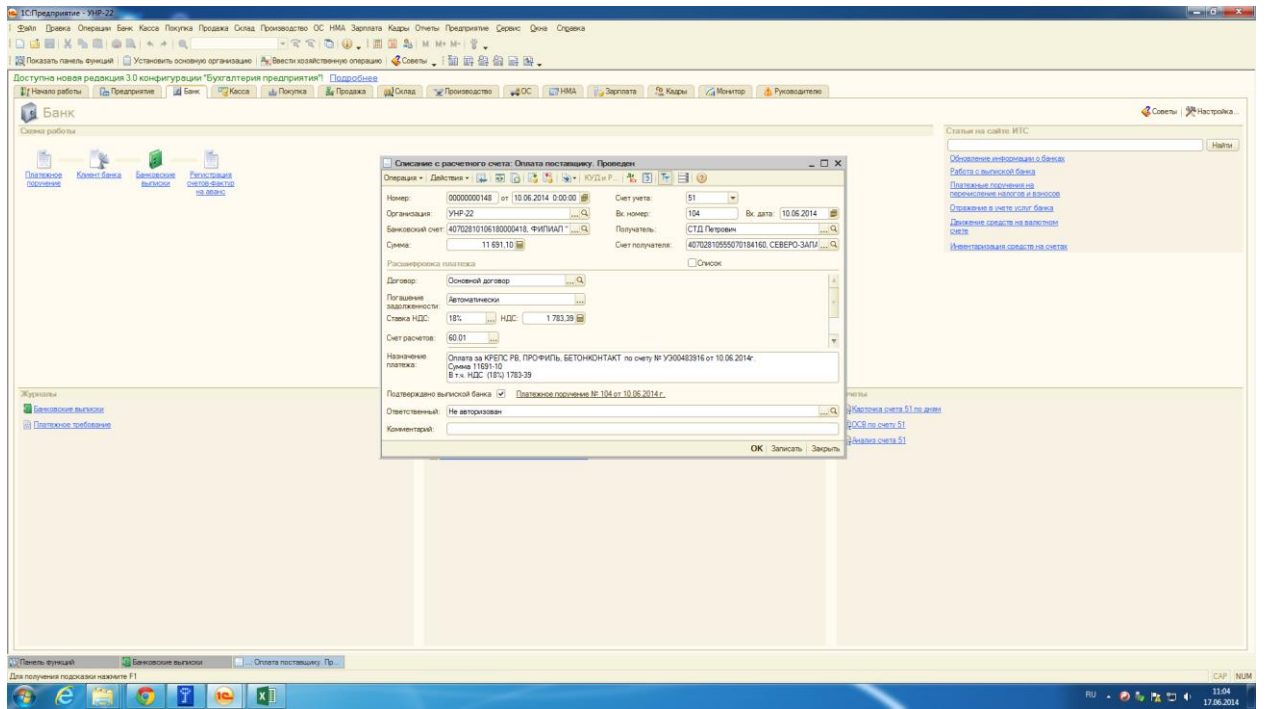 1С:Предприятие - УНР-22
Файл Правка Операции Банк Касса Покупка Продажа Склад Производство ОС НМА Зарплата Кадры Отчеты Предприятие Сервис Окна Справка
M M+ M-
Показать панель функций Установить основную организацию Ввести хозяйственную операцию Советы
Доступна новая редакция 3.0 конфигурации "Бухгалтерия предприятия"! Подробнее
Начало работы Предприятие Банк Касса Покупка Продажа Склад Производство ОС НМА Зарплата Кадры Монитор Руководителю
Банк
Советы Настройка...
Схема работы
Платежное поручение
Клиент банка
Банковские выписки
Регистрация счетов-фактур на аванс
Статьи на сайте ИТС
Найти
Обновление информации о банках
Работа с выпиской банка
Платежные поручения на
перечисление налогов и взносов
Отражение в учете услуг банка
Движение средств на валютном
счете
Инвентаризация средств на счетах
Списание с расчетного счета: Оплата поставщику. Проведен
Операция Действия КУДиР...
Номер: 00000000148 от 10.06.2014 0:00:00 Счет учета: 51
Организация: УНР-22 Вх. номер: 104 Вх. дата: 10.06.2014
Банковский счет: 40702810106180000418, ФИЛИАЛ " Получатель: СТД Петрович
Сумма: 11 691,10 Счет получателя: 40702810555070184160, СЕВЕРО-ЗАПА
Расшифровка платежа Список
Договор: Основной договор
Погашение
задолженности: Автоматически
Ставка НДС: 18% НДС: 1 783,39
Счет расчетов: 60.01
Назначение
платежа:
Оплата за КРЕПС РВ, ПРОФИЛЬ, БЕТОНКОНТАКТ по счету № УЭ00483916 от 10.06.2014г.
Сумма 11691-10
В т.ч. НДС (18%) 1783-39
Подтверждено выпиской банка Платежное поручение № 104 от 10.06.2014 г.
Ответственный: Не авторизован
Комментарий:
OK Записать Закрыть
Журналы
Банковские выписки
Платежное требование
Карточка счета 51 по дням
ОСВ по счету 51
Анализ счета 51
Панель функций Банковские выписки ... Оплата поставщику. Пр...
Для получения подсказки нажмите F1
CAP NUM
RU
11:04
17.06.2014